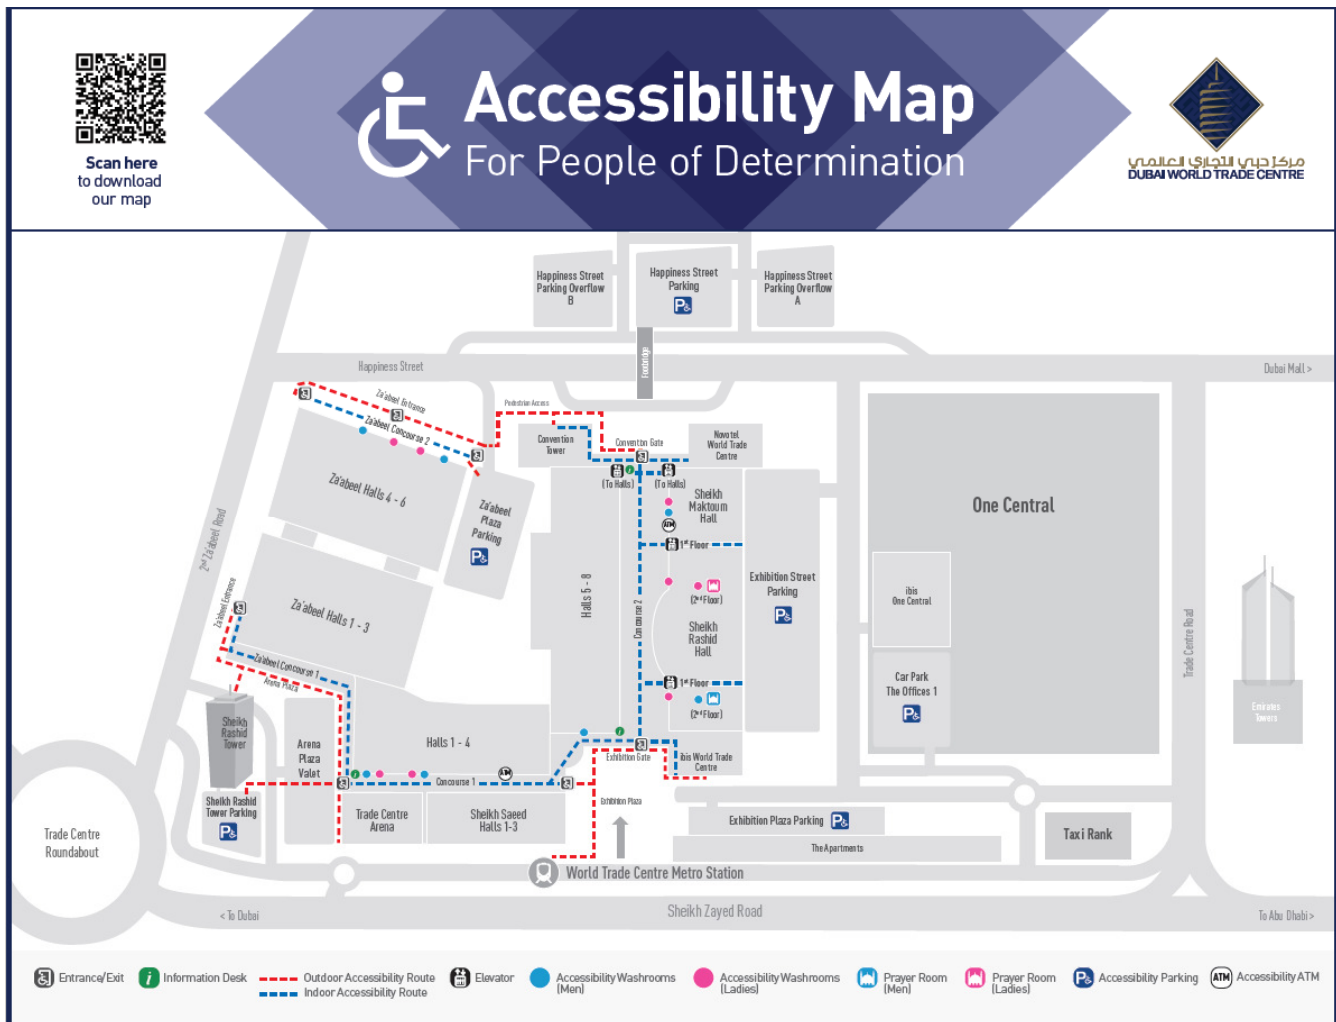 Scan here
to download
our map
Accessibility Map
For People of Determination
مركز دبي التجاري العالمي
DUBAI WORLD TRADE CENTRE
Happiness Street
Parking Overflow
B
Happiness Street
Parking
Happiness Street
Parking Overflow
A
Footbridge
Happiness Street
Dubai Mall >
Za'abeel Entrance
Za'abeel Concourse 2
Pedestrian Access
Convention
Tower
Convention Gate
Novotel
World Trade
Centre
(To Halls)
(To Halls)
Za'abeel Halls 4 - 6
Za'abeel
Plaza
Parking
Sheikh
Maktoum
Hall
ATM
1st Floor
One Central
2nd Za'abeel Road
Za'abeel Entrance
Za'abeel Halls 1 - 3
Halls 5 - 8
Concourse 2
(2nd Floor)
Sheikh
Rashid
Hall
Exhibition Street
Parking
ibis
One Central
Trade Centre Road
Za'abeel Concourse 1
Arena Plaza
1st Floor
(2nd Floor)
Car Park
The Offices 1
Emirates
Towers
Sheikh
Rashid
Tower
Arena
Plaza
Valet
Halls 1 - 4
Exhibition Gate
ibis World Trade
Centre
ATM
Concourse 1
Sheikh Rashid
Tower Parking
Trade Centre
Arena
Sheikh Saeed
Halls 1-3
Exhibition Plaza
Exhibition Plaza Parking
The Apartments
Taxi Rank
Trade Centre
Roundabout
World Trade Centre Metro Station
< To Dubai
Sheikh Zayed Road
To Abu Dhabi >
Entrance/Exit
Information Desk
Outdoor Accessibility Route
Indoor Accessibility Route
Elevator
Accessibility Washrooms
(Men)
Accessibility Washrooms
(Ladies)
Prayer Room
(Men)
Prayer Room
(Ladies)
Accessibility Parking
ATM
Accessibility ATM